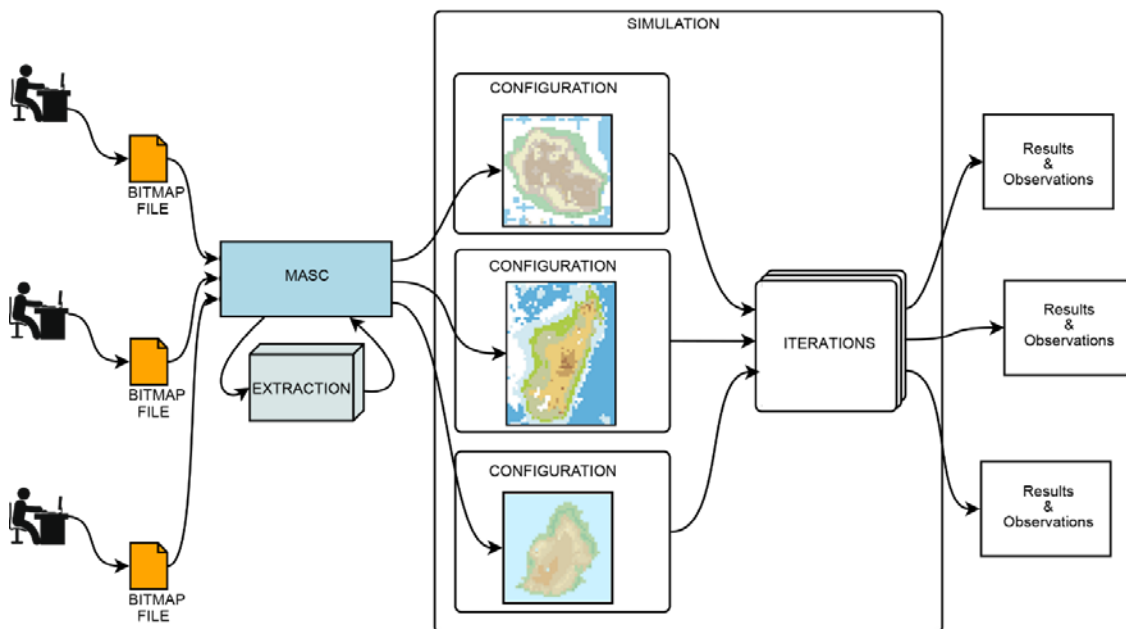 SIMULATION
BITMAP
FILE
BITMAP
FILE
BITMAP
FILE
MASC
EXTRACTION
CONFIGURATION
CONFIGURATION
CONFIGURATION
ITERATIONS
Results
&
Observations
Results
&
Observations
Results
&
Observations